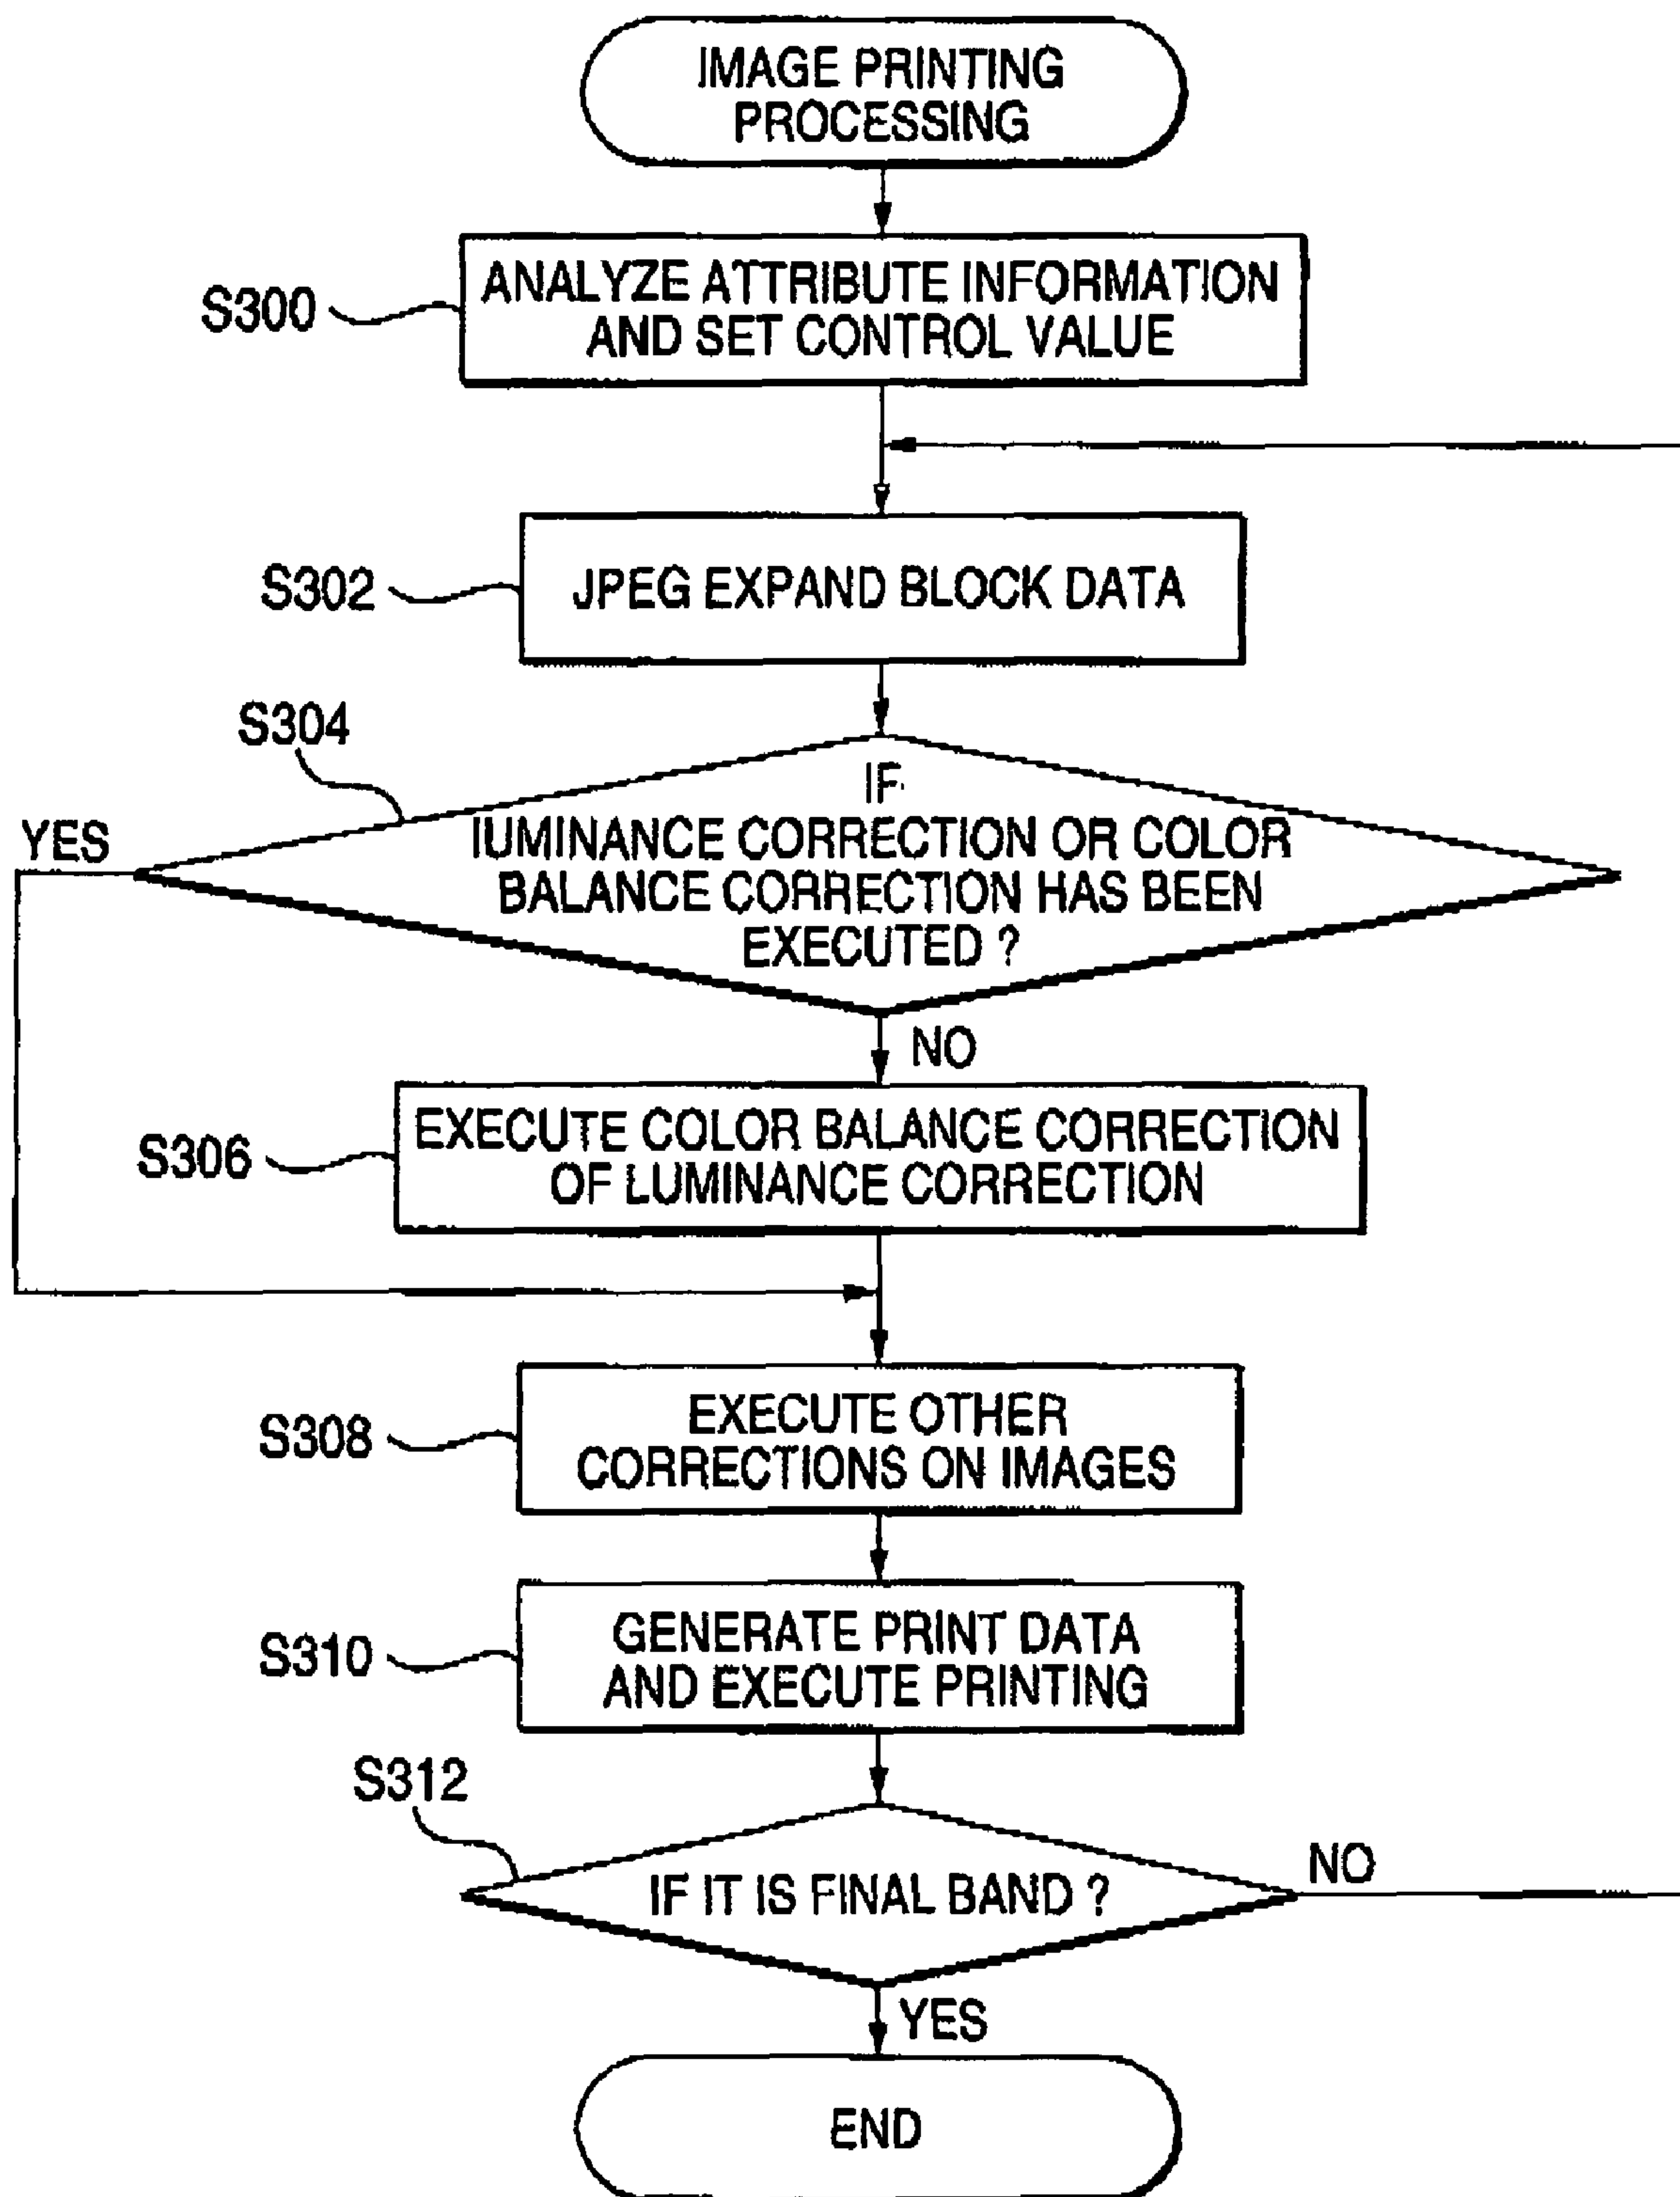 IMAGE PRINTING
PROCESSING
S300
ANALYZE ATTRIBUTE INFORMATION
AND SET CONTROL VALUE
S302
JPEG EXPAND BLOCK DATA
S304
YES
IF
IUMINANCE CORRECTION OR COLOR
BALANCE CORRECTION HAS BEEN
EXECUTED ?
NO
S306
EXECUTE COLOR BALANCE CORRECTION
OF LUMINANCE CORRECTION
S308
EXECUTE OTHER
CORRECTIONS ON IMAGES
S310
GENERATE PRINT DATA
AND EXECUTE PRINTING
S312
IF IT IS FINAL BAND ?
NO
YES
END